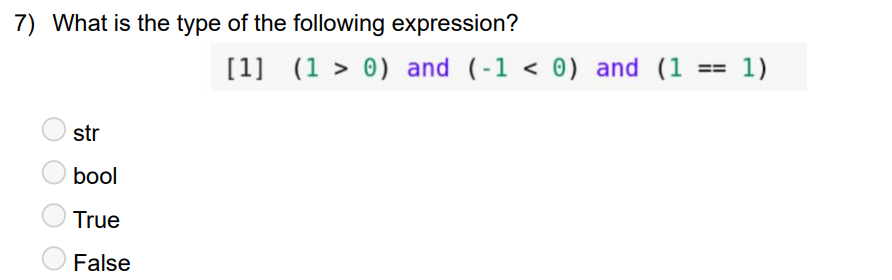 7) What is the type of the following expression?
[1] (1 > 0) and (-1 < 0) and (1 == 1)
str
bool
True
False